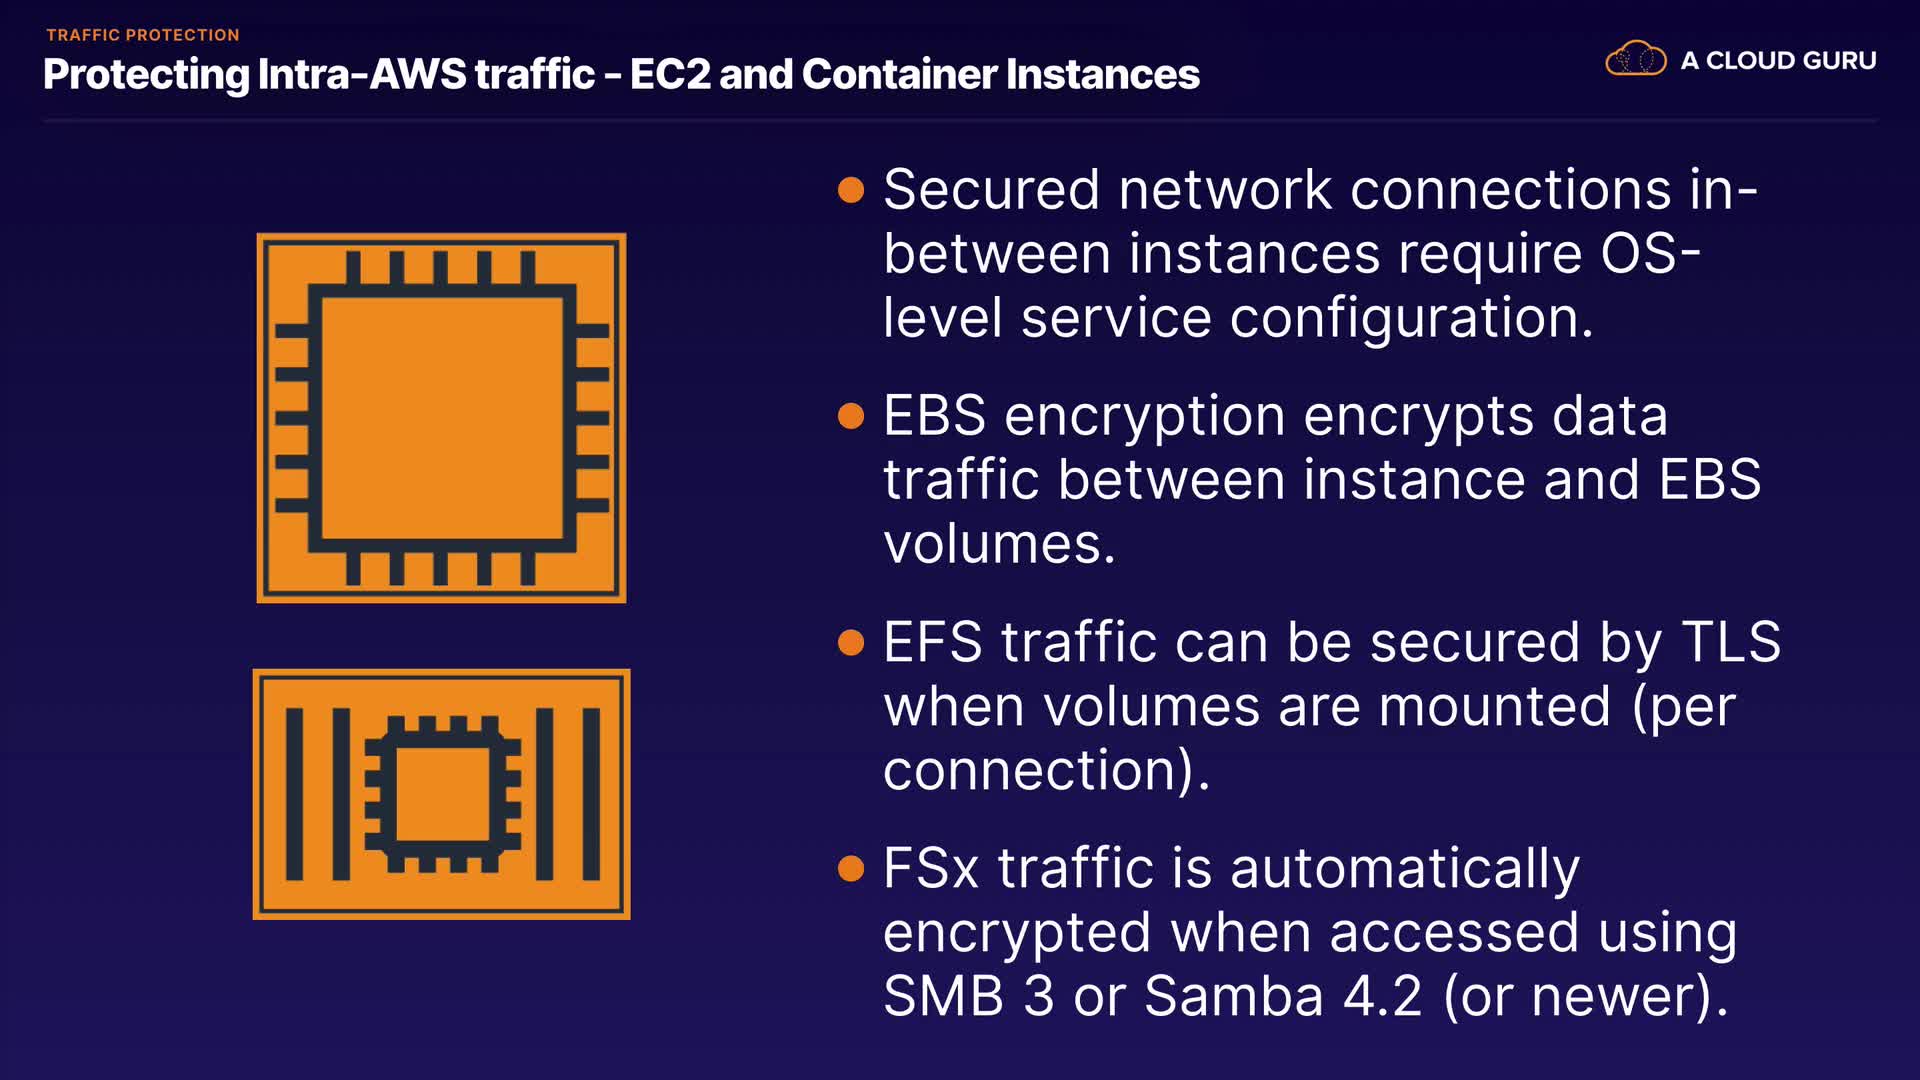 TRAFFIC PROTECTION
Protecting Intra-AWS traffic - EC2 and Container Instances
A CLOUD GURU
Secured network connections in-
between instances require OS-
level service configuration.
EBS encryption encrypts data
traffic between instance and EBS
volumes.
EFS traffic can be secured by TLS
when volumes are mounted (per
connection).
FSx traffic is automatically
encrypted when accessed using
SMB 3 or Samba 4.2 (or newer).